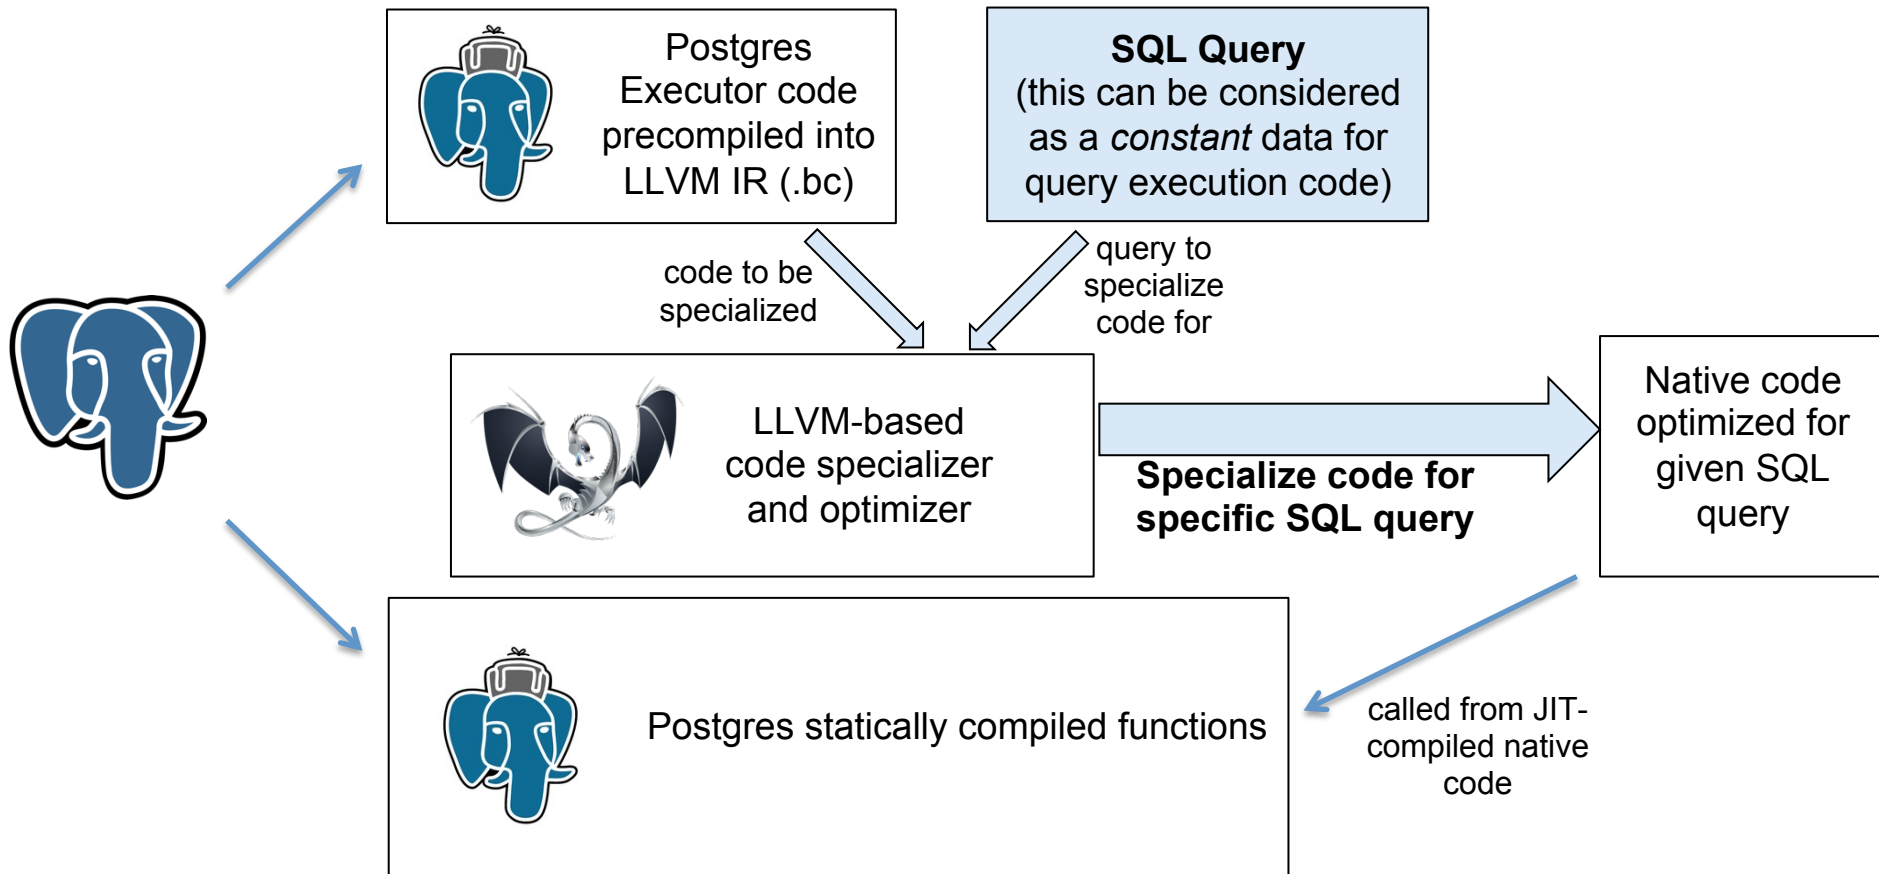 Postgres
Executor code
precompiled into
LLVM IR (.bc)
SQL Query
(this can be considered
as a constant data for
query execution code)
code to be
specialized
query to
specialize
code for
LLVM-based
code specializer
and optimizer
Specialize code for
specific SQL query
Native code
optimized for
given SQL
query
Postgres statically compiled functions
called from JIT-
compiled native
code